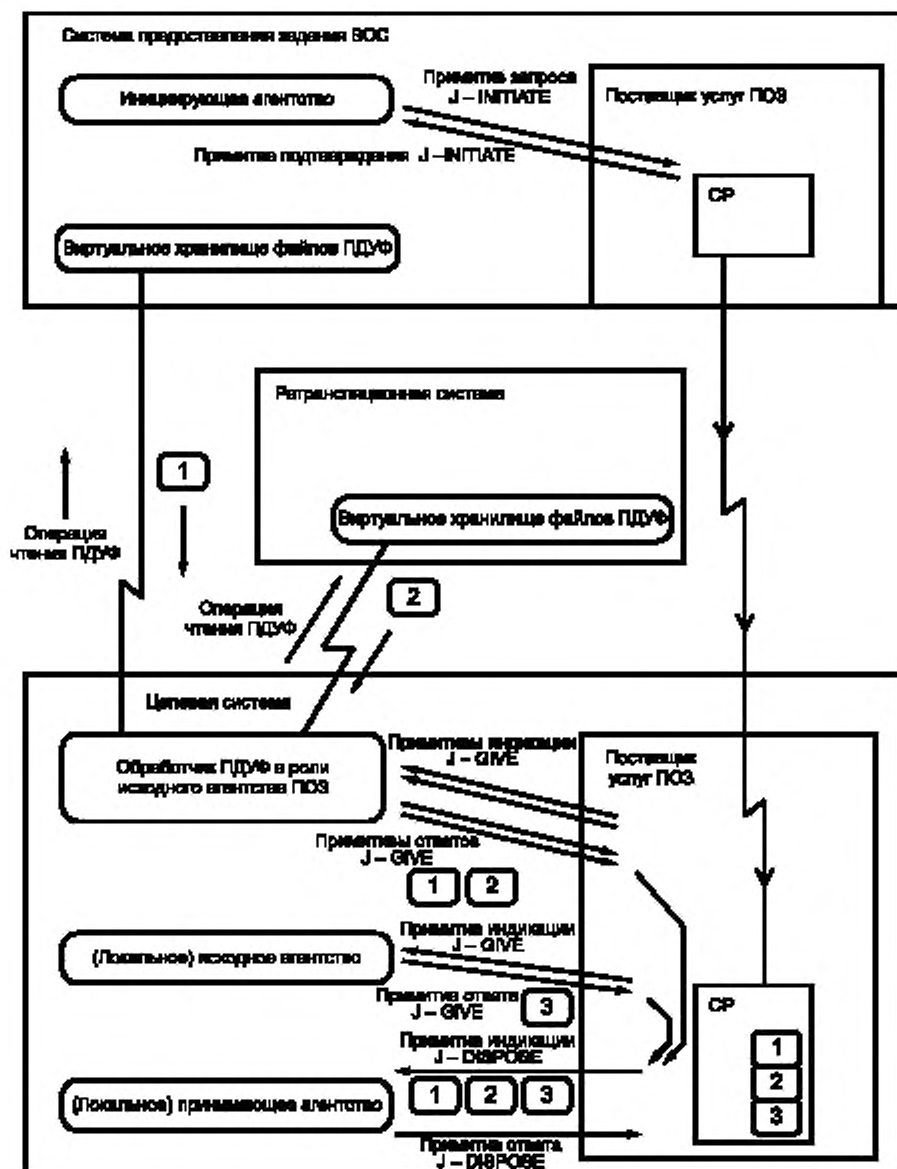 Система предоставления задания ВОС
Инициирующее агентство
Примитив запроса
J – INITIATE
Поставщик услуг ПОЗ
Примитив подтверждения J –INITIATE
СР
Виртуальное хранилище файлов ПДУФ
Ретрансляционная система
1
Виртуальное хранилище файлов ПДУФ
Операция
чтения ПДУФ
2
Операция
чтения ПДУФ
Целевая система
Обработчик ПДУФ в роли
исходного агентства ПОЗ
Примитивы индикации
J – GIVE
Поставщик
услуг ПОЗ
Примитивы ответов
J – GIVE
1 2
Примитив индикации
J – GIVE
(Локальное) исходное агентство
Примитив ответа
J – GIVE
3
СР
1
2
3
Примитив индикации
J – DISPOSE
1 2 3
(Локальное) принимающее агентство
Примитив ответа
J – DISPOSE